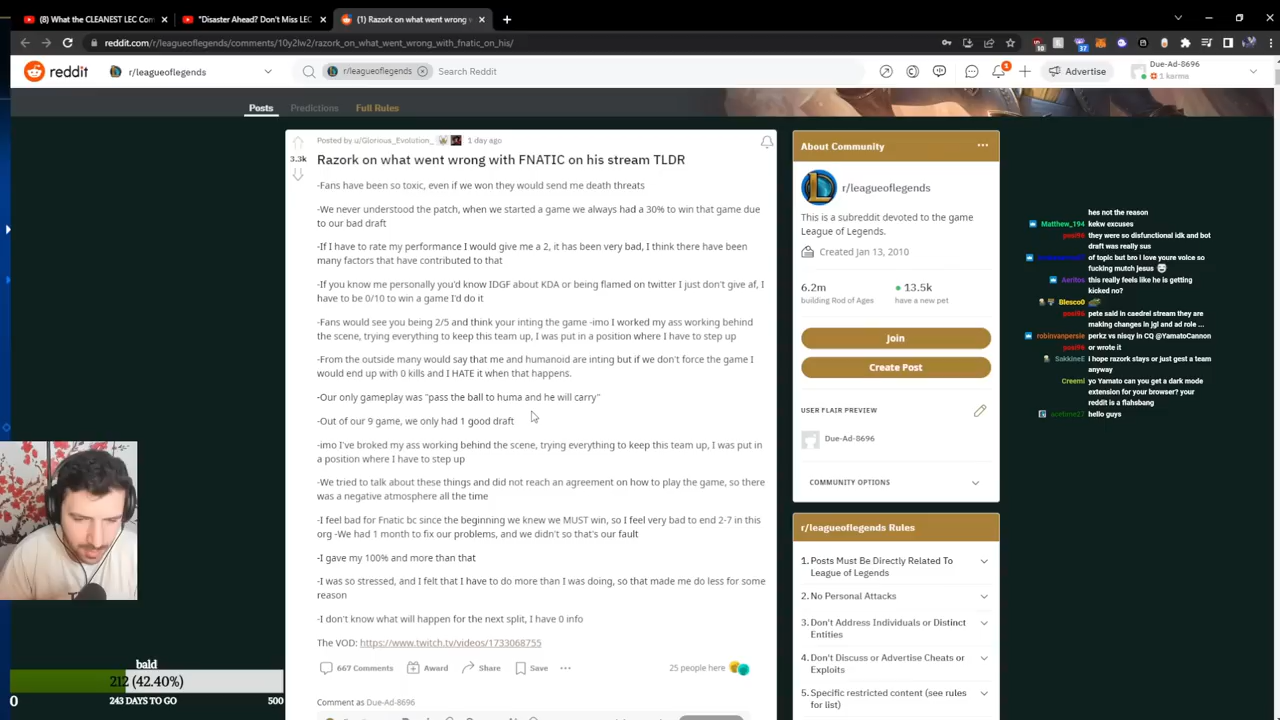 (8) What the CLEANEST LEC Con
"Disaster Ahead? Don't Miss LEC
(1) Razork on what went wrong w
reddit.com/r/leagueoflegends/comments/10y2lw2/razork_on_what_went_wrong_with_fnatic_on_his/
reddit
r/leagueoflegends
r/leagueoflegends
Search Reddit
Advertise
Due-Ad-8696
1 karma
Posts
Predictions
Full Rules
3.3k
Posted by u/Glorious_Evolution_
1 day ago
Razork on what went wrong with FNATIC on his stream TLDR
-Fans have been so toxic, even if we won they would send me death threats
-We never understood the patch, when we started a game we always had a 30% to win that game due
to our bad draft
-If I have to rate my performance I would give me a 2, it has been very bad, I think there have been
many factors that have contributed to that
-If you know me personally you'd know IDGF about KDA or being flamed on twitter I just don't give af, I
have to be 0/10 to win a game I'd do it
-Fans would see you being 2/5 and think your inting the game -imo I worked my ass working behind
the scene, trying everything to keep this team up, I was put in a position where I have to step up
-From the outside many would say that me and humanoid are inting but if we don't force the game I
would end up with 0 kills and I HATE it when that happens.
-Our only gameplay was "pass the ball to huma and he will carry"
-Out of our 9 game, we only had 1 good draft
-imo I've broked my ass working behind the scene, trying everything to keep this team up, I was put in
a position where I have to step up
-We tried to talk about these things and did not reach an agreement on how to play the game, so there
was a negative atmosphere all the time
-I feel bad for Fnatic bc since the beginning we knew we MUST win, so I feel very bad to end 2-7 in this
org -We had 1 month to fix our problems, and we didn't so that's our fault
-I gave my 100% and more than that
-I was so stressed, and I felt that I have to do more than I was doing, so that made me do less for some
reason
-I don't know what will happen for the next split, I have 0 info
The VOD: https://www.twitch.tv/videos/1733068755
667 Comments
Award
Share
Save
25 people here
Comment as Due-Ad-8696
About Community
r/leagueoflegends
This is a subreddit devoted to the game
League of Legends.
Created Jan 13, 2010
6.2m
13.5k
building Rod of Ages
have a new pet
Join
Create Post
USER FLAIR PREVIEW
Due-Ad-8696
COMMUNITY OPTIONS
r/leagueoflegends Rules
1. Posts Must Be Directly Related To
League of Legends
2. No Personal Attacks
3. Don't Address Individuals or Distinct
Entities
4. Don't Discuss or Advertise Cheats or
Exploits
5. Specific restricted content (see rules
for list)
hes not the reason
Matthew_194 kekw excuses
they were so disfunctional idk and bot
draft was really sus
of topic but bro I love youre voice so
fucking mutch jesus
Aeritos this really feels like he is getting
kicked no?
Blesco0
pete said in caedrel stream they are
making changes in jgl and ad role ...
robinvanpersie perkz vs nisqy in CQ @YamatoCannon
or wrote it
SakkineE i hope razork stays or just gest a team
anyway
Creemi yo Yamato can you get a dark mode
extension for your browser?
your reddit is a flahsbang
hello guys
bald
212 (42.40%)
0
243 DAYS TO GO
500